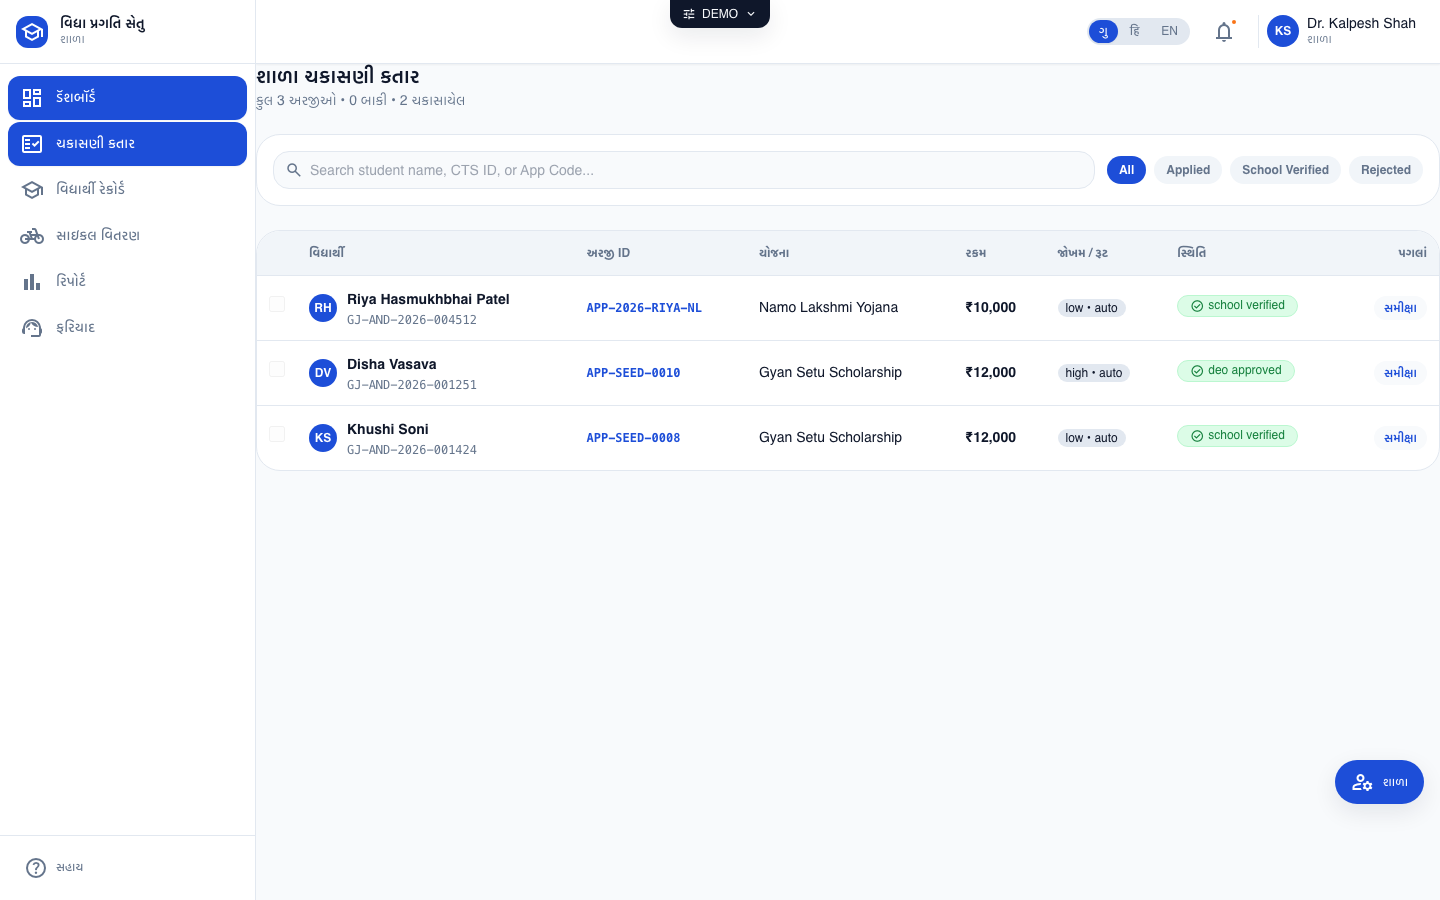 વિદ્યા પ્રગતિ સેતુ
શાળા
DEMO
ગુ
हि
EN
KS
Dr. Kalpesh Shah
શાળા
ડેશબોર્ડ
ચકાસણી કતાર
વિદ્યાર્થી રેકોર્ડ
સાઇકલ વિતરણ
રિપોર્ટ
ફરિયાદ
સહાય
શાળા ચકાસણી કતાર
કુલ 3 અરજીઓ • 0 બાકી • 2 ચકાસાયેલ
Search student name, CTS ID, or App Code...
All
Applied
School Verified
Rejected
વિદ્યાર્થી
અરજી ID
યોજના
રકમ
જોખમ / રૂટ
સ્થિતિ
પગલાં
RH
Riya Hasmukhbhai Patel
GJ-AND-2026-004512
APP-2026-RIYA-NL
Namo Lakshmi Yojana
₹10,000
low • auto
school verified
સમીક્ષા
DV
Disha Vasava
GJ-AND-2026-001251
APP-SEED-0010
Gyan Setu Scholarship
₹12,000
high • auto
deo approved
સમીક્ષા
KS
Khushi Soni
GJ-AND-2026-001424
APP-SEED-0008
Gyan Setu Scholarship
₹12,000
low • auto
school verified
સમીક્ષા
શાળા